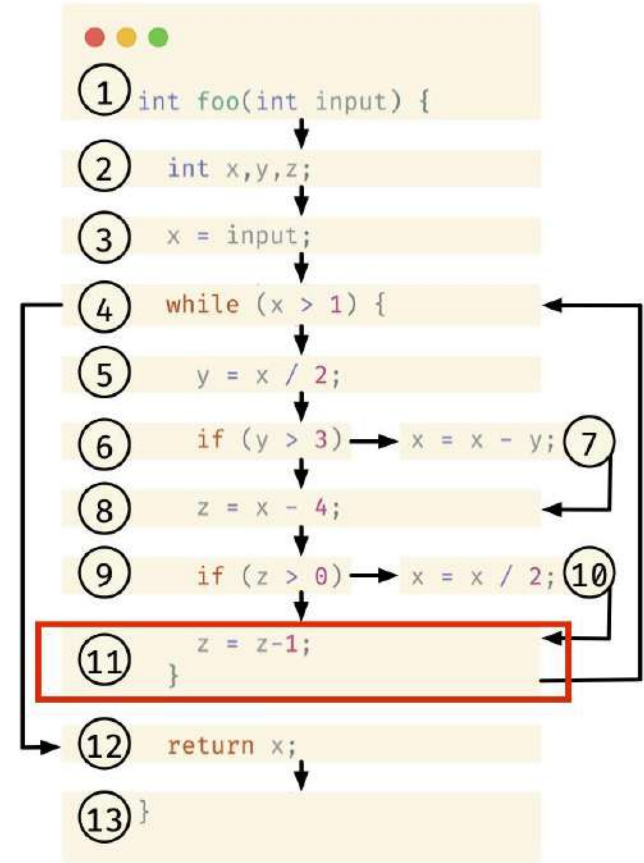 1 int foo(int input) {
2 int x,y,z;
3 x = input;
4 while (x > 1) {
5 y = x / 2;
6 if (y > 3) x = x - y; 7
8 z = x - 4;
9 if (z > 0) x = x / 2; 10
11 z = z-1;
}
12 return x;
13 }